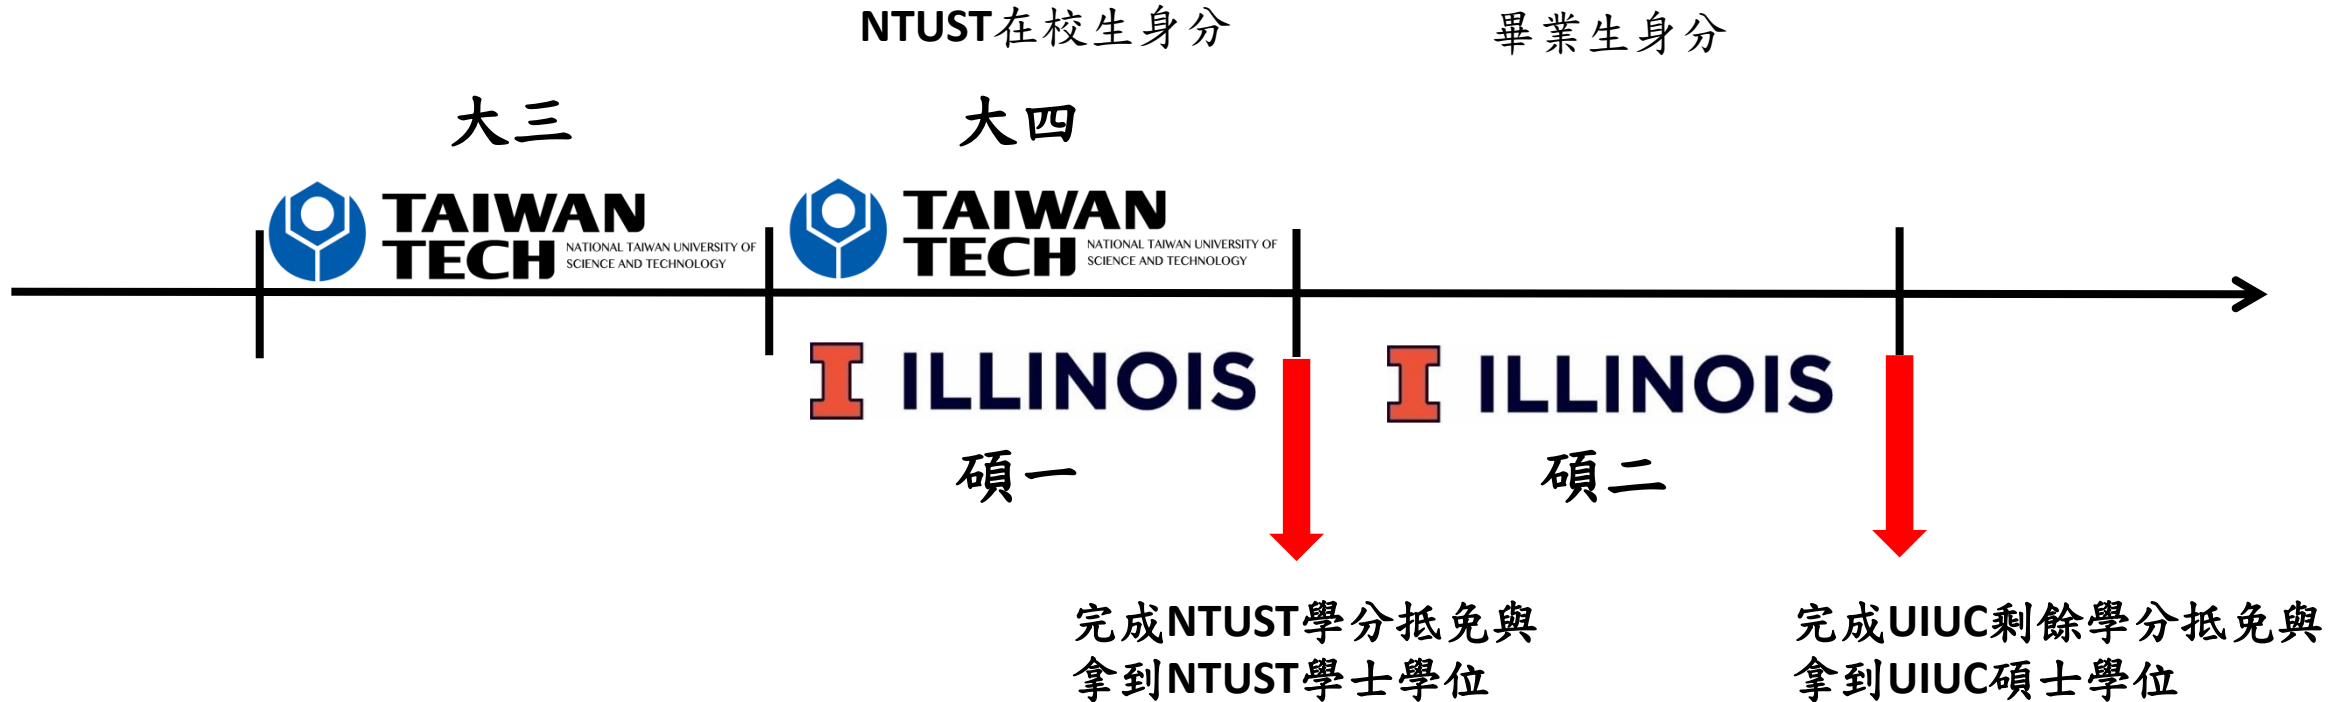 NTUST在校生身分
畢業生身分
大三
大四
TAIWAN
TECH
NATIONAL TAIWAN UNIVERSITY OF
SCIENCE AND TECHNOLOGY
TAIWAN
TECH
NATIONAL TAIWAN UNIVERSITY OF
SCIENCE AND TECHNOLOGY
I ILLINOIS
I ILLINOIS
碩一
碩二
完成NTUST學分抵免與
拿到NTUST學士學位
完成UIUC剩餘學分抵免與
拿到UIUC碩士學位